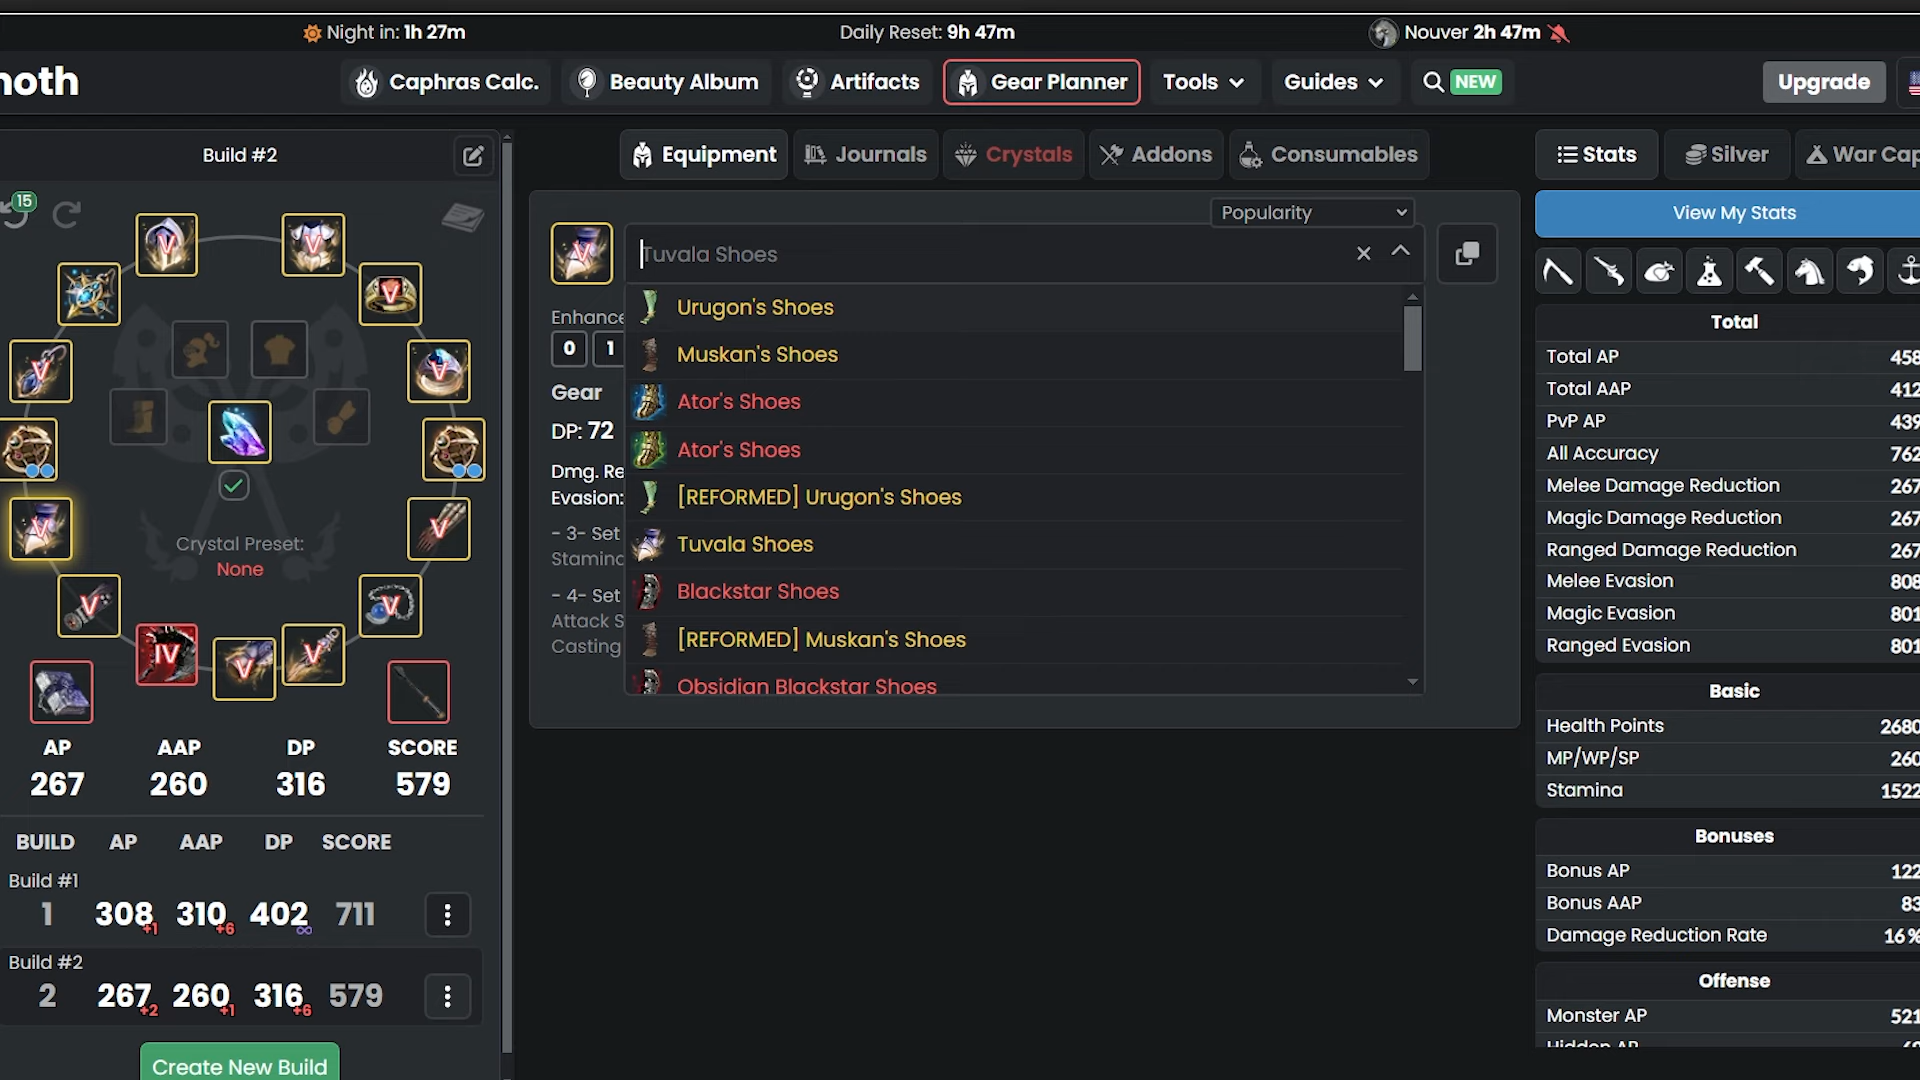 Night in: 1h 27m
Daily Reset: 9h 47m
Nouver 2h 47m
noth
Caphras Calc.
Beauty Album
Artifacts
Gear Planner
Tools
Guides
NEW
Upgrade
Build #2
15
V
V
V
V
V
V
V
V
V
IV
V
V
V
Crystal Preset:
None
AP AAP DP SCORE
267 260 316 579
BUILD AP AAP DP SCORE
Build #1
1 308 +1 310 +6 402 ∞ 711
Build #2
2 267 +2 260 +1 316 +6 579
Create New Build
Equipment
Journals
Crystals
Addons
Consumables
Popularity
V
Tuvala Shoes
Enhance
0 1
Gear
DP: 72
Dmg. Re
Evasion:
- 3- Set
Stamina
- 4- Set
Attack S
Casting
Urugon's Shoes
Muskan's Shoes
Ator's Shoes
Ator's Shoes
[REFORMED] Urugon's Shoes
Tuvala Shoes
Blackstar Shoes
[REFORMED] Muskan's Shoes
Obsidian Blackstar Shoes
Stats
Silver
War Cap
View My Stats
Total
Total AP 458
Total AAP 412
PvP AP 439
All Accuracy 762
Melee Damage Reduction 267
Magic Damage Reduction 267
Ranged Damage Reduction 267
Melee Evasion 808
Magic Evasion 801
Ranged Evasion 801
Basic
Health Points 2680
MP/WP/SP 260
Stamina 1522
Bonuses
Bonus AP 122
Bonus AAP 83
Damage Reduction Rate 16%
Offense
Monster AP 521
Hidden AP